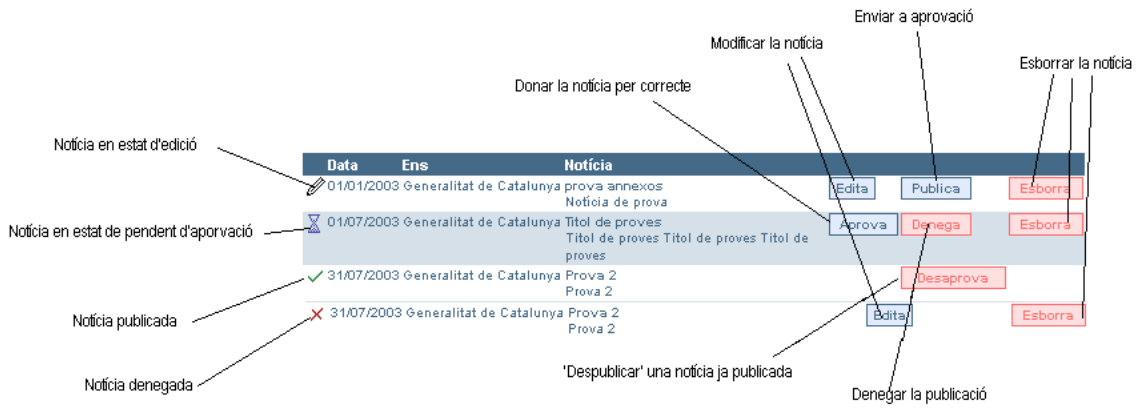 Enviar a aprovació
Modificar la notícia
Esborrar la notícia
Donar la notícia per correcte
Notícia en estat d'edició
Data Ens Notícia
01/01/2003 Generalitat de Catalunya prova annexos Edita Publica Esborra
Notícia de prova
Notícia en estat de pendent d'aporvació
01/07/2003 Generalitat de Catalunya Titol de proves Aprova Denega Esborra
Titol de proves Titol de proves Titol de
proves
31/07/2003 Generalitat de Catalunya Prova 2 Desaprova
Prova 2
Notícia publicada
31/07/2003 Generalitat de Catalunya Prova 2 Edita Esborra
Prova 2
'Despublicar' una notícia ja publicada
Notícia denegada
Denegar la publicació